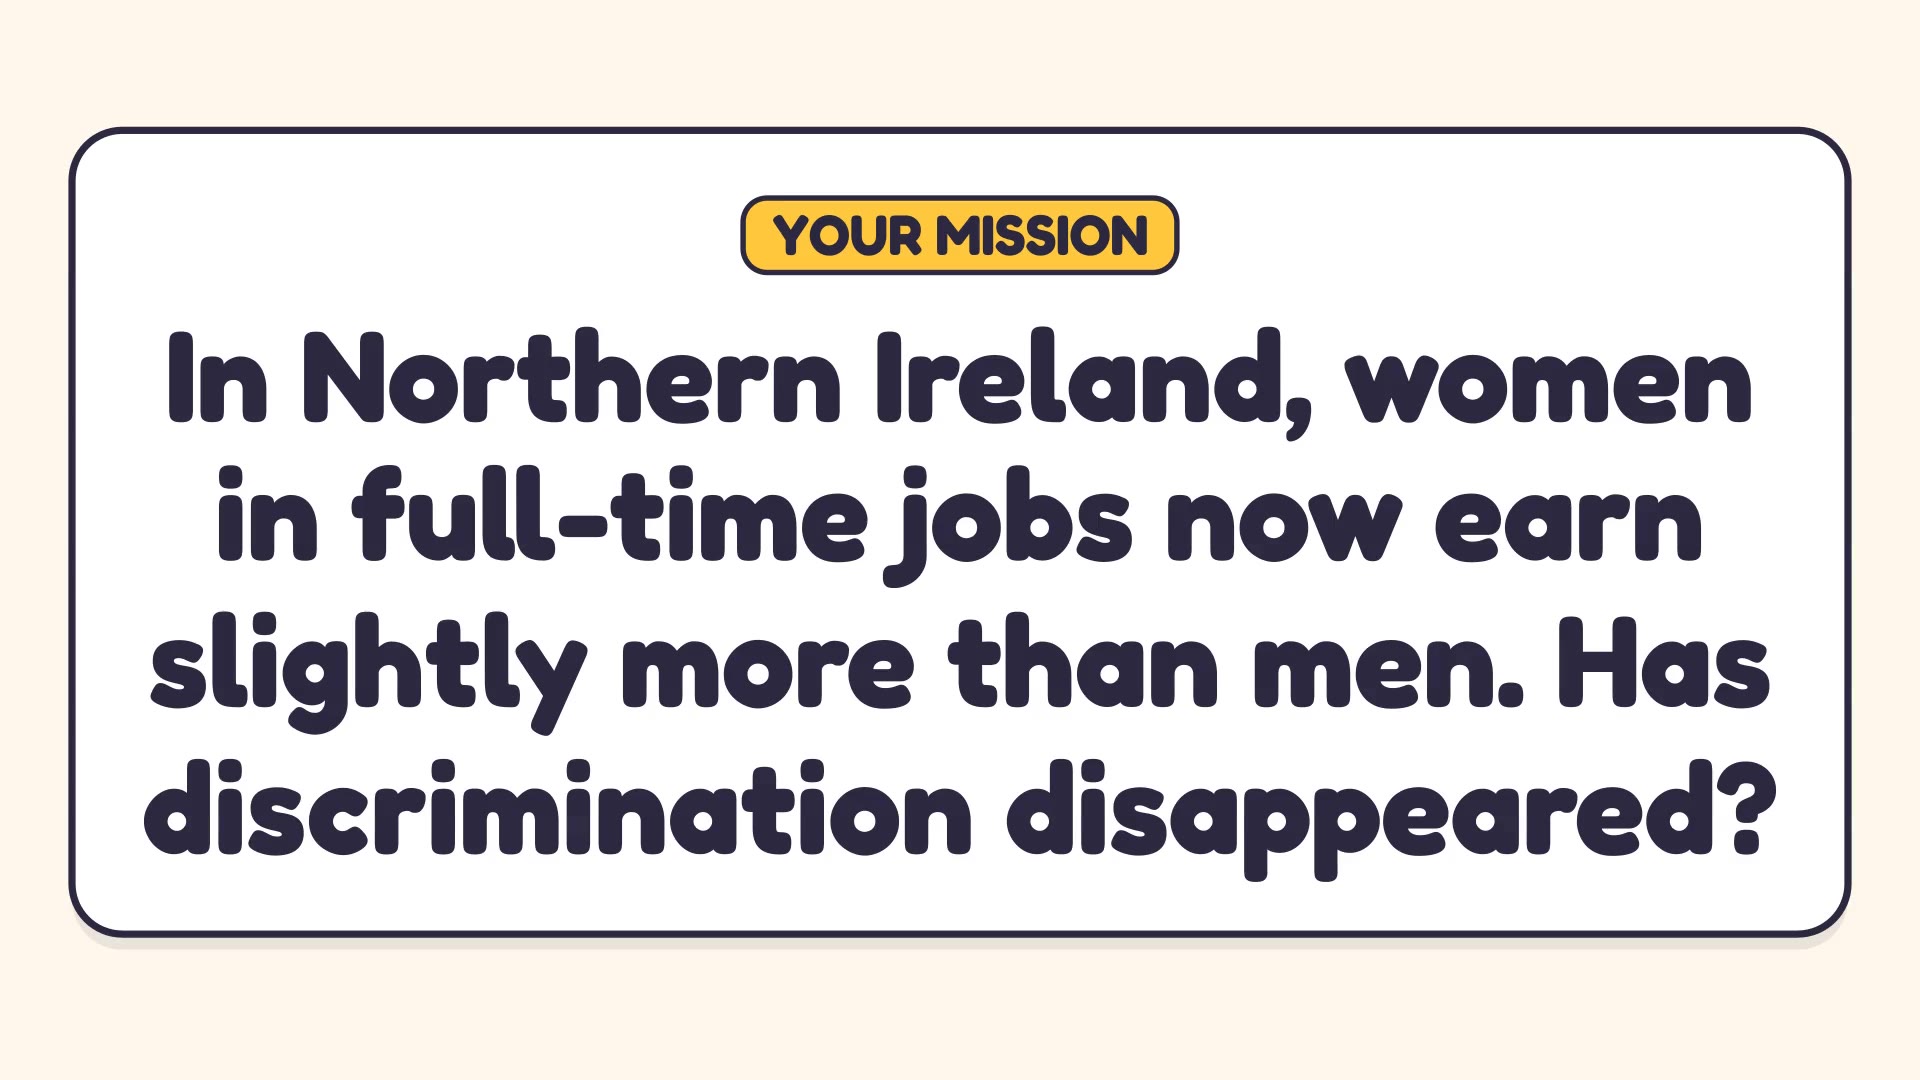 YOUR MISSION
In Northern Ireland, women
in full-time jobs now earn
slightly more than men. Has
discrimination disappeared?